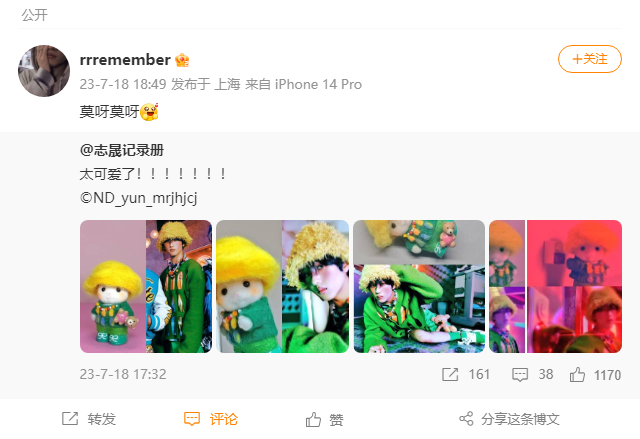 公开
rrremember
+关注
23-7-18 18:49 发布于 上海 来自 iPhone 14 Pro
莫呀莫呀
@志晟记录册
太可爱了！！！！！！！
©ND_yun_mrjhjcj
23-7-18 17:32
161
38
1170
转发
评论
赞
分享这条博文